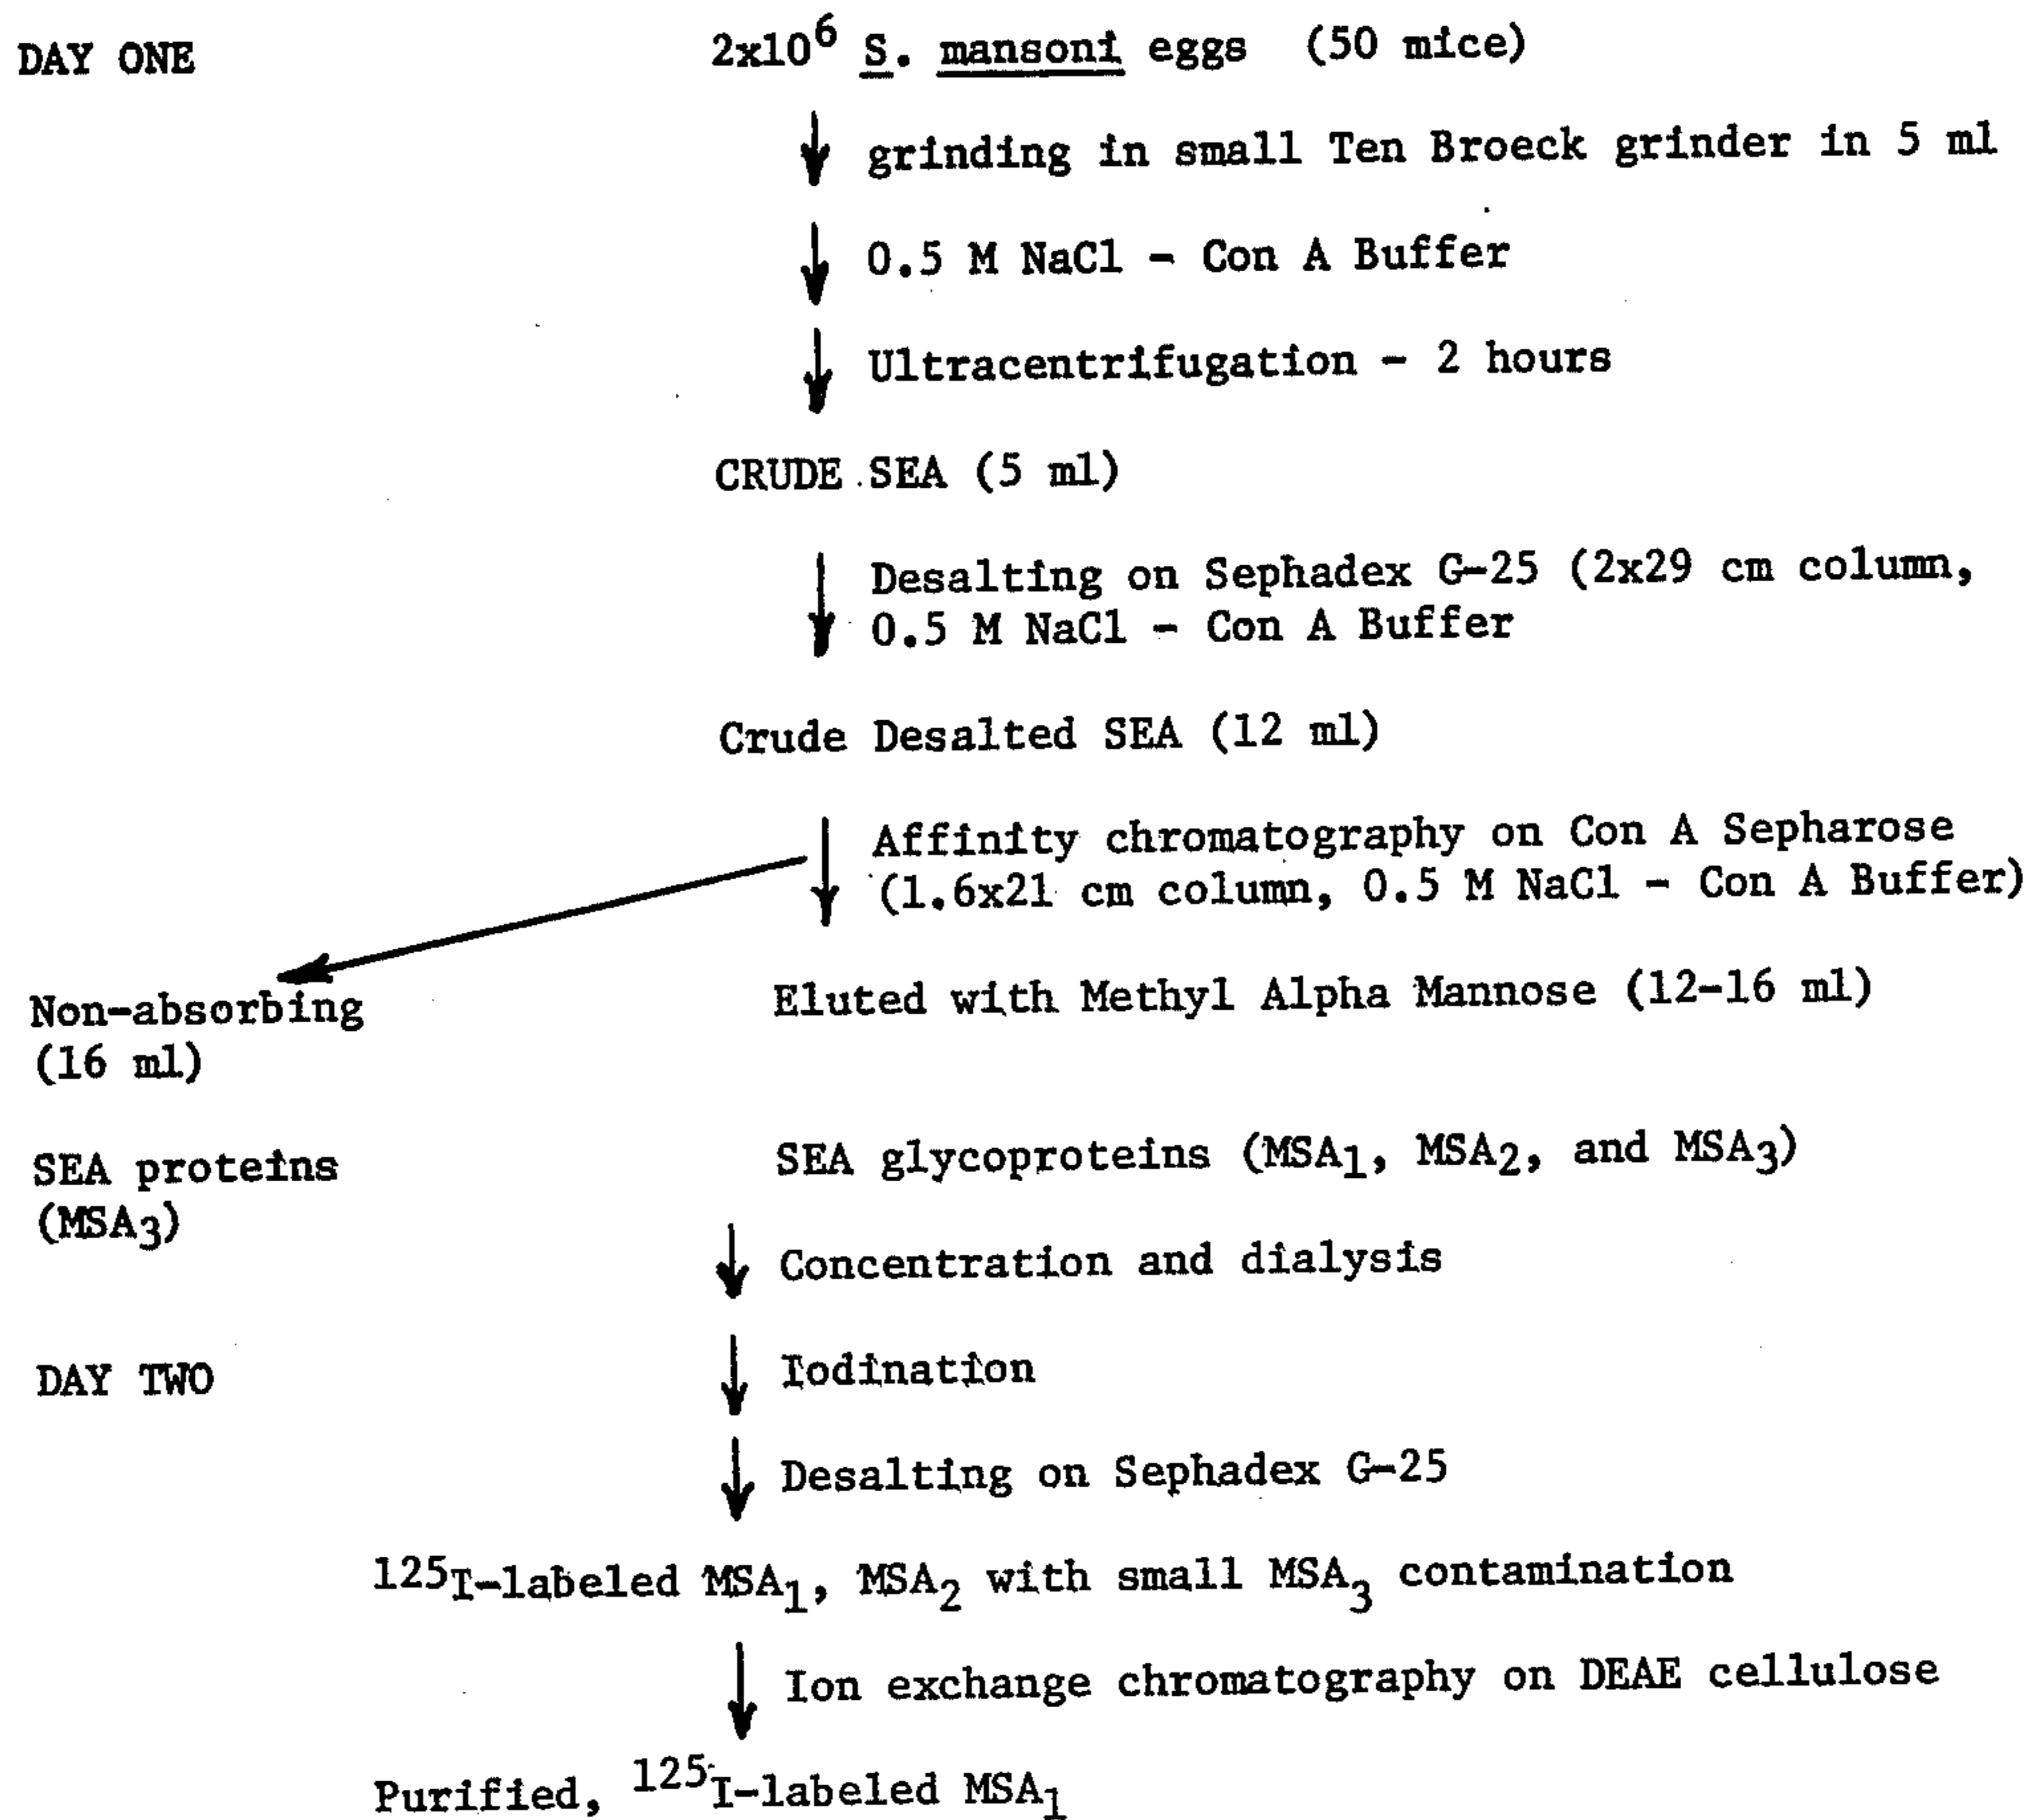 DAY ONE
2x10⁶ S. mansoni eggs (50 mice)
grinding in small Ten Broeck grinder in 5 ml
0.5 M NaCl - Con A Buffer
Ultracentrifugation - 2 hours
CRUDE SEA (5 ml)
Desalting on Sephadex G-25 (2x29 cm column,
0.5 M NaCl - Con A Buffer
Crude Desalted SEA (12 ml)
Affinity chromatography on Con A Sepharose
(1.6x21 cm column, 0.5 M NaCl - Con A Buffer)
Non-absorbing
(16 ml)
Eluted with Methyl Alpha Mannose (12-16 ml)
SEA proteins
(MSA₃)
SEA glycoproteins (MSA₁, MSA₂, and MSA₃)
Concentration and dialysis
DAY TWO
Iodination
Desalting on Sephadex G-25
¹²⁵I-labeled MSA₁, MSA₂ with small MSA₃ contamination
Ion exchange chromatography on DEAE cellulose
Purified, ¹²⁵I-labeled MSA₁